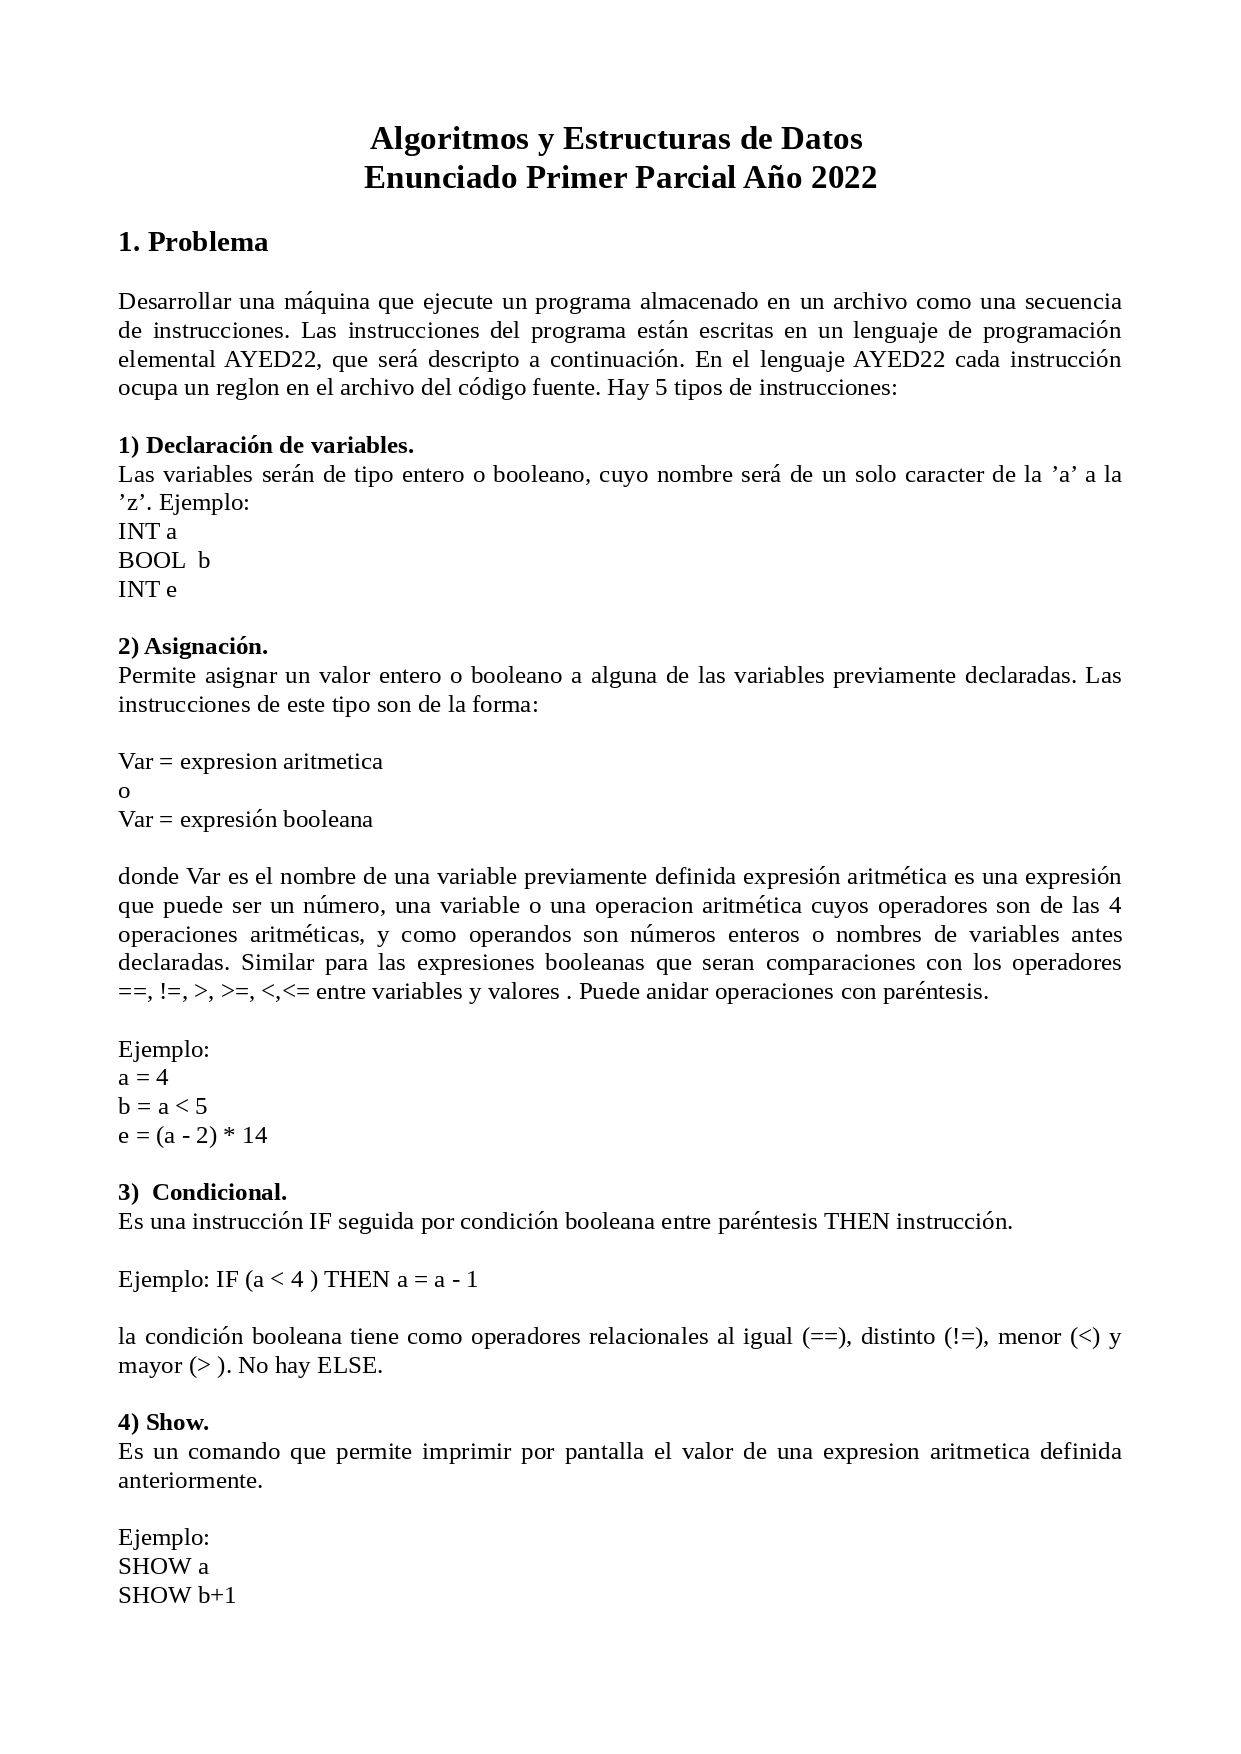 Algoritmos y Estructuras de Datos
Enunciado Primer Parcial Año 2022
1. Problema
Desarrollar una máquina que ejecute un programa almacenado en un archivo como una secuencia
de instrucciones. Las instrucciones del programa están escritas en un lenguaje de programación
elemental AYED22, que será descripto a continuación. En el lenguaje AYED22 cada instrucción
ocupa un reglon en el archivo del código fuente. Hay 5 tipos de instrucciones:
1) Declaración de variables.
Las variables serán de tipo entero o booleano, cuyo nombre será de un solo caracter de la ’a’ a la
’z’. Ejemplo:
INT a
BOOL  b
INT e
2) Asignación.
Permite asignar un valor entero o booleano a alguna de las variables previamente declaradas. Las
instrucciones de este tipo son de la forma:
Var = expresion aritmetica
o
Var = expresión booleana
donde Var es el nombre de una variable previamente definida expresión aritmética es una expresión
que puede ser un número, una variable o una operacion aritmética cuyos operadores son de las 4
operaciones aritméticas, y como operandos son números enteros o nombres de variables antes
declaradas. Similar para las expresiones booleanas que seran comparaciones con los operadores
==, !=, >, >=, <,<= entre variables y valores . Puede anidar operaciones con paréntesis.
Ejemplo:
a = 4
b = a < 5
e = (a - 2) * 14
3)  Condicional.
Es una instrucción IF seguida por condición booleana entre paréntesis THEN instrucción.
Ejemplo: IF (a < 4 ) THEN a = a - 1
la condición booleana tiene como operadores relacionales al igual (==), distinto (!=), menor (<) y
mayor (> ). No hay ELSE.
4) Show.
Es un comando que permite imprimir por pantalla el valor de una expresion aritmetica definida
anteriormente.
Ejemplo:
SHOW a
SHOW b+1